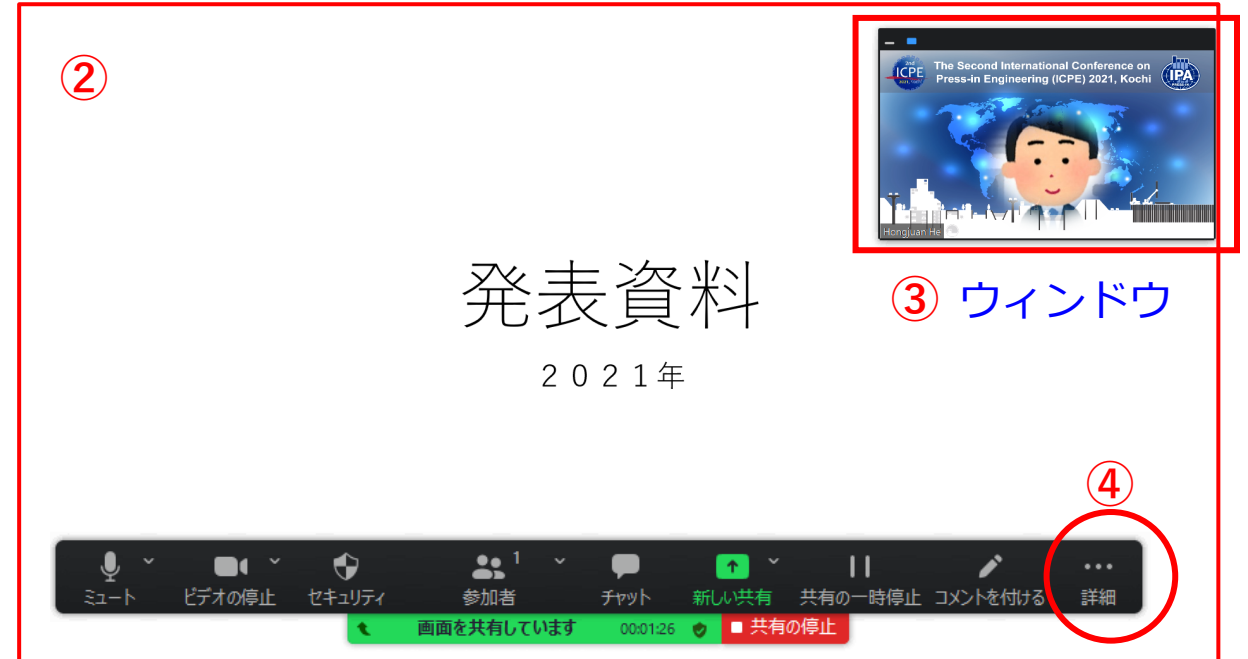 ②
2nd
ICPE
2021, Kochi
The Second International Conference on
Press-in Engineering (ICPE) 2021, Kochi
IPA
Hongjuan He
発表資料
③ ウィンドウ
２０２１年
④
1
ミュート ビデオの停止 セキュリティ 参加者 チャット 新しい共有 共有の一時停止 コメントを付ける 詳細
画面を共有しています 00:01:26 共有の停止